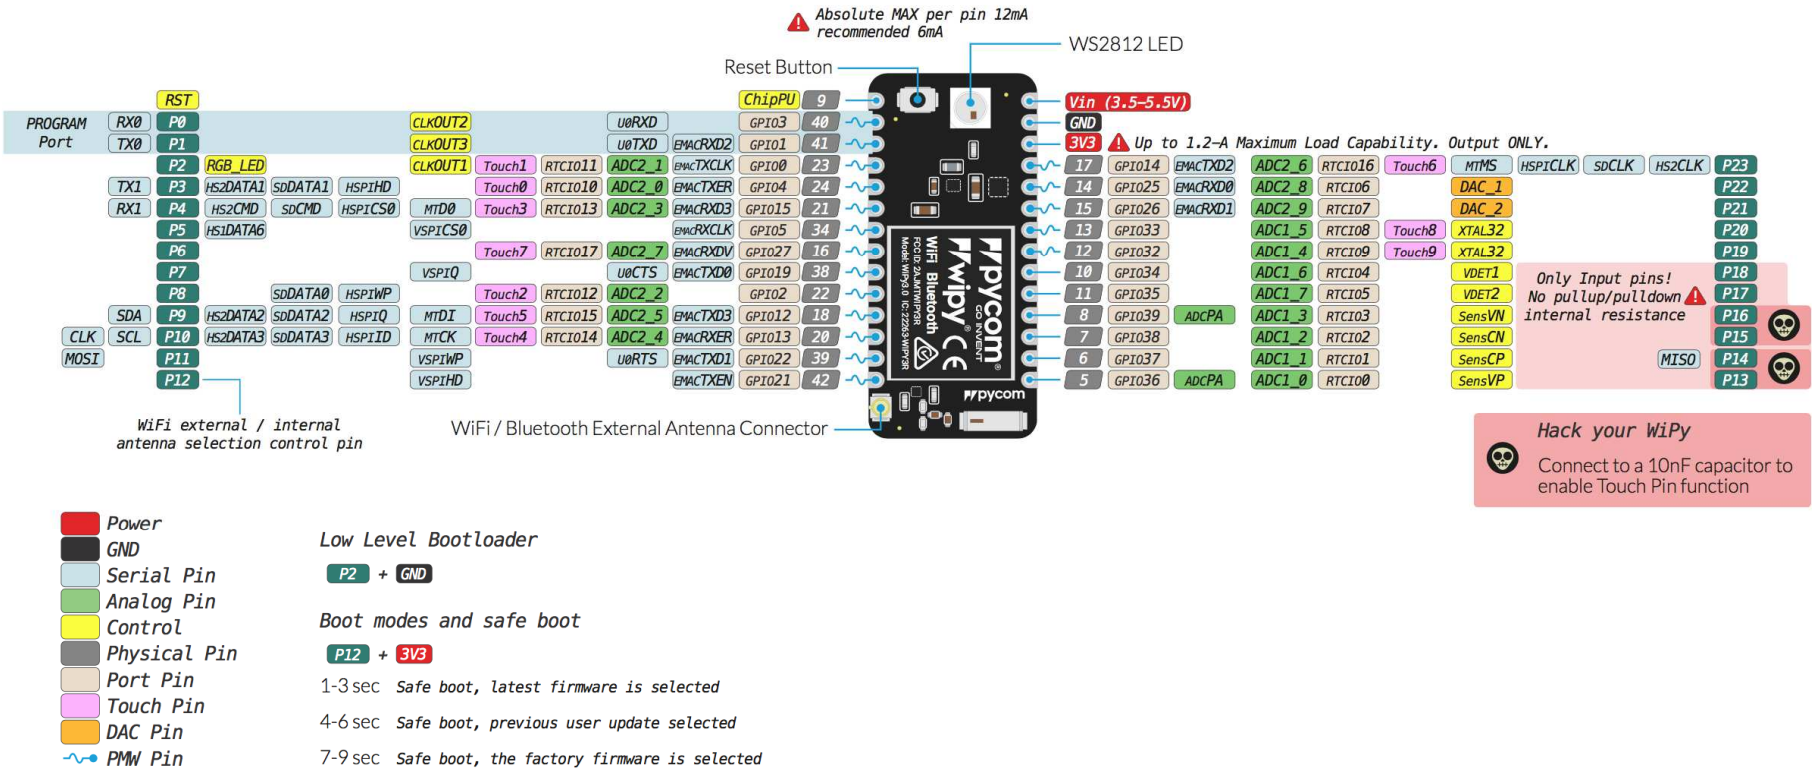 Absolute MAX per pin 12mA
recommended 6mA
WS2812 LED
Reset Button
RST ChipPU 9 Vin (3.5–5.5V)
PROGRAM
Port
RX0 P0 CLKOUT2 U0RXD GPIO3 40 GND
TX0 P1 CLKOUT3 U0TXD EMACRXD2 GPIO1 41 3V3 Up to 1.2–A Maximum Load Capability. Output ONLY.
P2 RGB_LED CLKOUT1 Touch1 RTCIO11 ADC2_1 EMACTXCLK GPIO0 23 17 GPIO14 EMACTXD2 ADC2_6 RTCIO16 Touch6 MTMS HSPICLK SDCLK HS2CLK P23
TX1 P3 HS2DATA1 SDDATA1 HSPIHD Touch0 RTCIO10 ADC2_0 EMACTXER GPIO4 24 14 GPIO25 EMACRXD0 ADC2_8 RTCIO6 DAC_1 P22
RX1 P4 HS2CMD SDCMD HSPICS0 MTD0 Touch3 RTCIO13 ADC2_3 EMACRXD3 GPIO15 21 15 GPIO26 EMACRXD1 ADC2_9 RTCIO7 DAC_2 P21
P5 HS1DATA6 VSPICS0 EMACRXCLK GPIO5 34 13 GPIO33 ADC1_5 RTCIO8 Touch8 XTAL32 P20
P6 Touch7 RTCIO17 ADC2_7 EMACRXDV GPIO27 16 12 GPIO32 ADC1_4 RTCIO9 Touch9 XTAL32 P19
P7 VSPIQ U0CTS EMACTXD0 GPIO19 38 10 GPIO34 ADC1_6 RTCIO4 VDET1 P18
P8 SDDATA0 HSPIWP Touch2 RTCIO12 ADC2_2 GPIO2 22 11 GPIO35 ADC1_7 RTCIO5 VDET2 P17
SDA P9 HS2DATA2 SDDATA2 HSPIQ MTDI Touch5 RTCIO15 ADC2_5 EMACTXD3 GPIO12 18 8 GPIO39 ADCPA ADC1_3 RTCIO3 SensVN P16
CLK SCL P10 HS2DATA3 SDDATA3 HSPIID MTCK Touch4 RTCIO14 ADC2_4 EMACRXER GPIO13 20 7 GPIO38 ADC1_2 RTCIO2 SensCN P15
MOSI P11 VSPIWP U0RTS EMACTXD1 GPIO22 39 6 GPIO37 ADC1_1 RTCIO1 SensCP MISO P14
P12 VSPIHD EMACTXEN GPIO21 42 5 GPIO36 ADCPA ADC1_0 RTCIO0 SensVP P13
Only Input pins!
No pullup/pulldown
internal resistance
pycom®
GO INVENT
wipy®
WiFi Bluetooth
FCC ID: 2AJMTWIPY3R
Model: WiPy3.0 IC: 22263-WIPY3R
CE
pycom
WiFi external / internal
antenna selection control pin
WiFi / Bluetooth External Antenna Connector
Hack your WiPy
Connect to a 10nF capacitor to
enable Touch Pin function
Power
GND
Serial Pin
Analog Pin
Control
Physical Pin
Port Pin
Touch Pin
DAC Pin
PMW Pin
Low Level Bootloader
P2 + GND
Boot modes and safe boot
P12 + 3V3
1-3 sec Safe boot, latest firmware is selected
4-6 sec Safe boot, previous user update selected
7-9 sec Safe boot, the factory firmware is selected